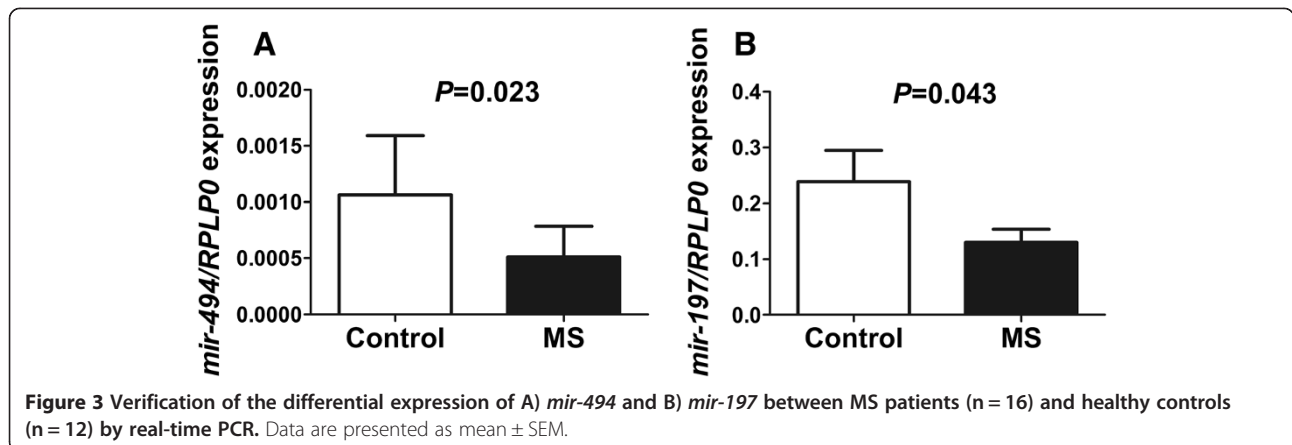 A
mir-494/RPLP0 expression
0.0020
0.0015
0.0010
0.0005
0.0000
P=0.023
Control
MS
B
mir-197/RPLP0 expression
0.4
0.3
0.2
0.1
0.0
P=0.043
Control
MS
Figure 3 Verification of the differential expression of A) mir-494 and B) mir-197 between MS patients (n = 16) and healthy controls
(n = 12) by real-time PCR. Data are presented as mean ± SEM.